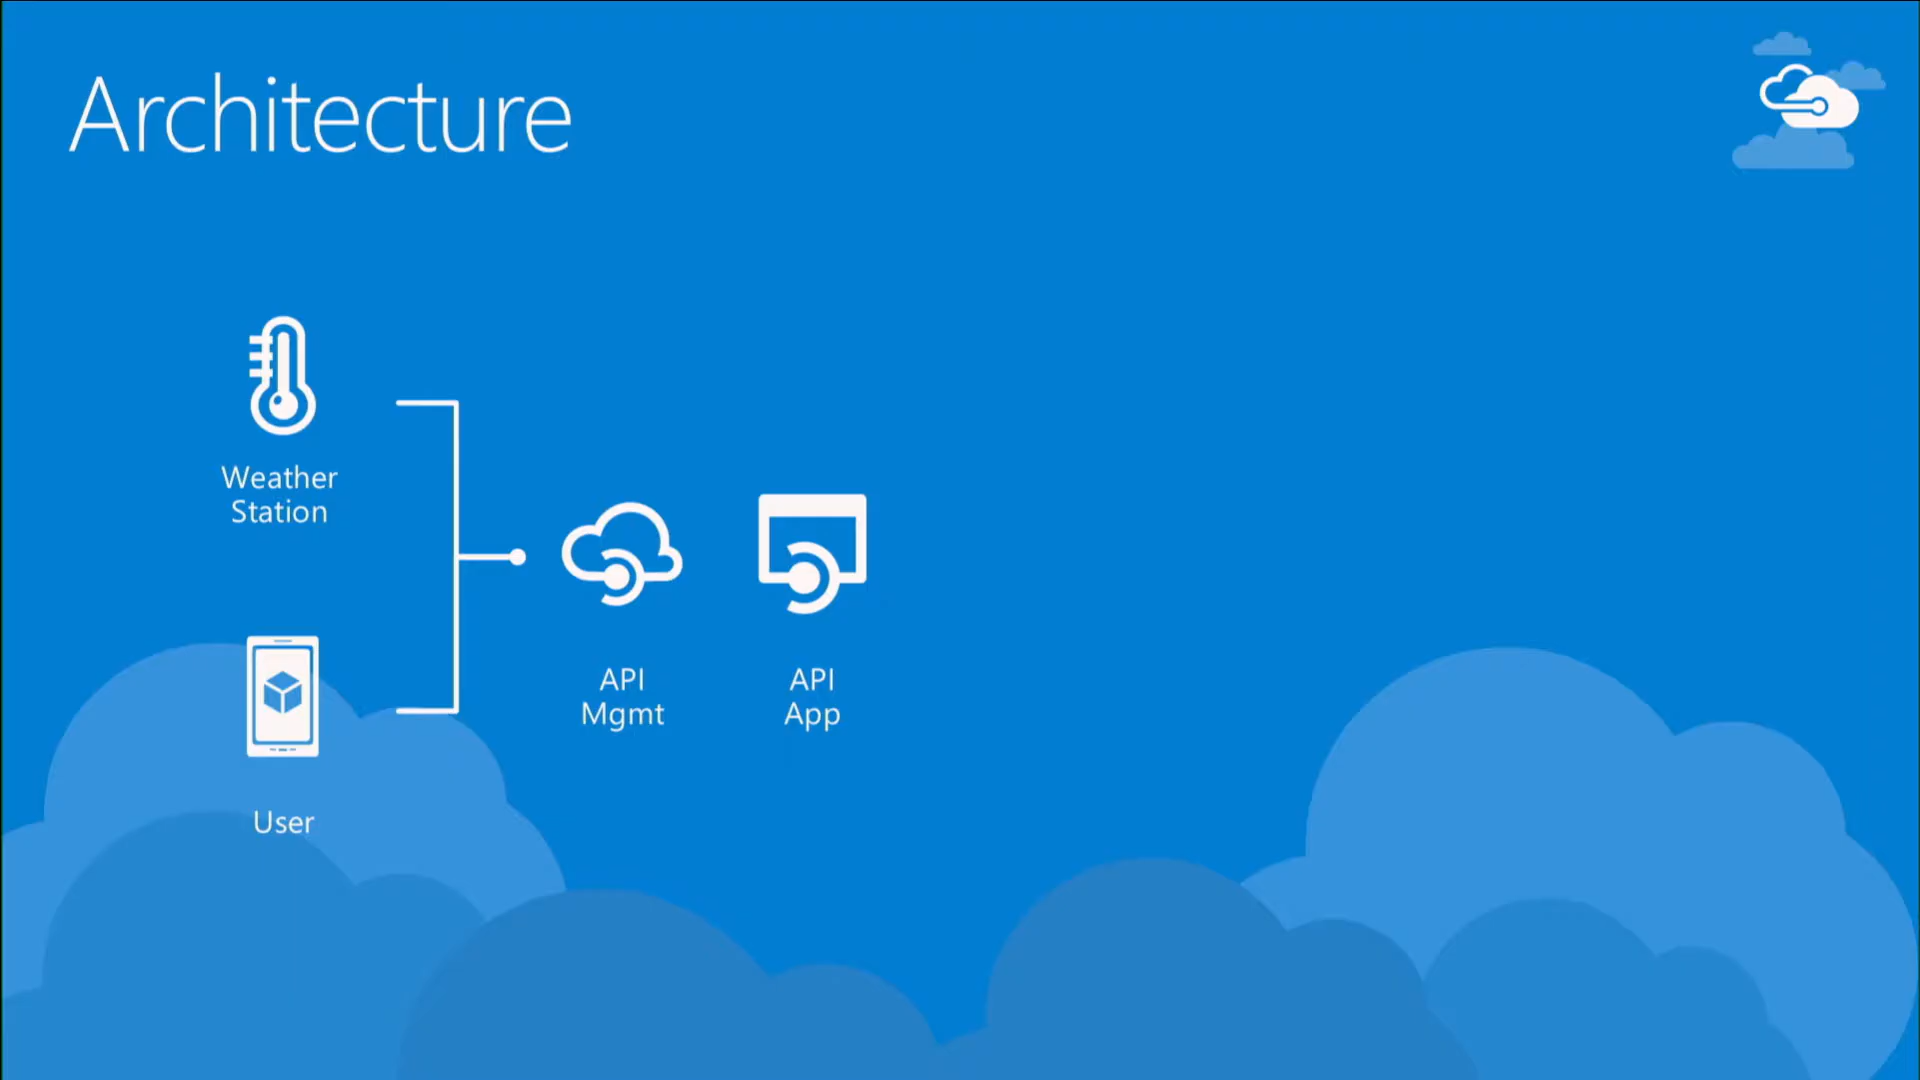 Architecture
Weather
Station
API
Mgmt
API
App
User